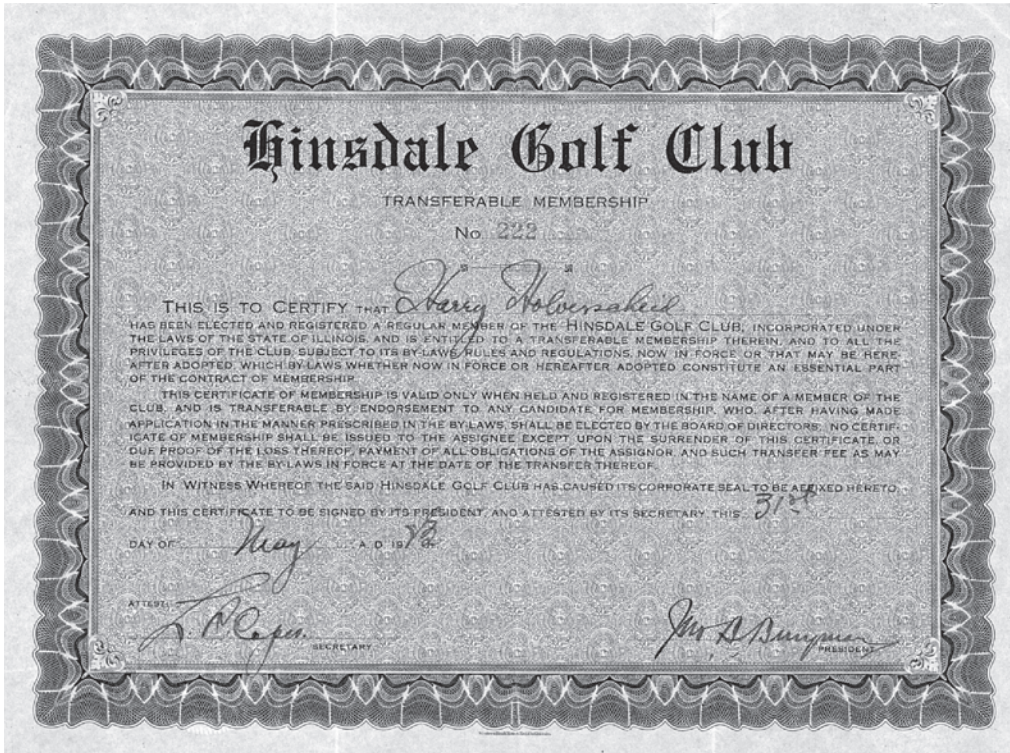 Hinsdale Golf Club
TRANSFERABLE MEMBERSHIP
No 222
THIS IS TO CERTIFY THAT Harry Holverscheid
HAS BEEN ELECTED AND REGISTERED A REGULAR MEMBER OF THE HINSDALE GOLF CLUB, INCORPORATED UNDER
THE LAWS OF THE STATE OF ILLINOIS, AND IS ENTITLED TO A TRANSFERABLE MEMBERSHIP THEREIN, AND TO ALL THE
PRIVILEGES OF THE CLUB, SUBJECT TO ITS BY-LAWS, RULES AND REGULATIONS, NOW IN FORCE OR THAT MAY BE HERE-
AFTER ADOPTED, WHICH BY-LAWS WHETHER NOW IN FORCE OR HEREAFTER ADOPTED CONSTITUTE AN ESSENTIAL PART
OF THE CONTRACT OF MEMBERSHIP.
THIS CERTIFICATE OF MEMBERSHIP IS VALID ONLY WHEN HELD AND REGISTERED IN THE NAME OF A MEMBER OF THE
CLUB, AND IS TRANSFERABLE BY ENDORSEMENT TO ANY CANDIDATE FOR MEMBERSHIP, WHO, AFTER HAVING MADE
APPLICATION IN THE MANNER PRESCRIBED IN THE BY-LAWS, SHALL BE ELECTED BY THE BOARD OF DIRECTORS; NO CERTIF-
ICATE OF MEMBERSHIP SHALL BE ISSUED TO THE ASSIGNEE EXCEPT UPON THE SURRENDER OF THIS CERTIFICATE, OR
DUE PROOF OF THE LOSS THEREOF, PAYMENT OF ALL OBLIGATIONS OF THE ASSIGNOR, AND SUCH TRANSFER FEE AS MAY
BE PROVIDED BY THE BY-LAWS IN FORCE AT THE DATE OF THE TRANSFER THEREOF.
IN WITNESS WHEREOF THE SAID HINSDALE GOLF CLUB HAS CAUSED ITS CORPORATE SEAL TO BE AFFIXED HERETO,
AND THIS CERTIFICATE TO BE SIGNED BY ITS PRESIDENT, AND ATTESTED BY ITS SECRETARY, THIS 31st
DAY OF May A.D. 19
ATTEST:
SECRETARY
PRESIDENT